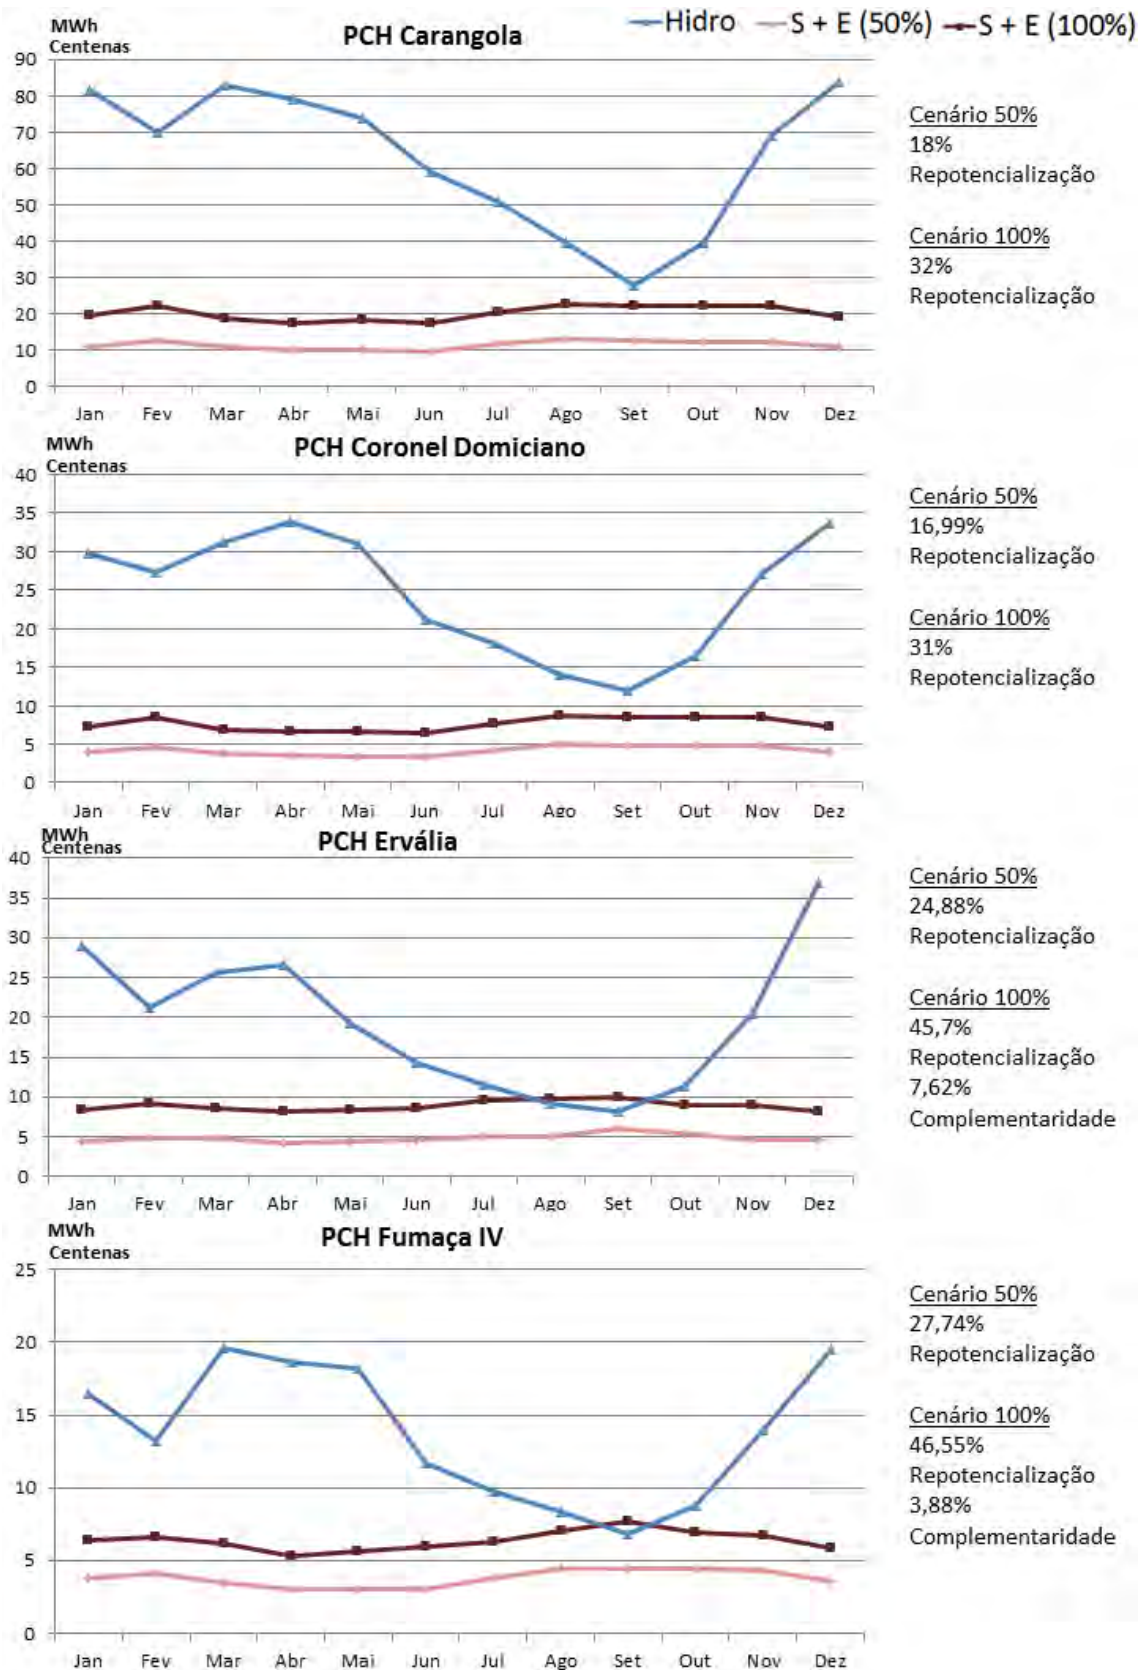 Hidro S + E (50%) S + E (100%)
MWh
Centenas
PCH Carangola
90
80
70
60
50
40
30
20
10
0
Jan Fev Mar Abr Mai Jun Jul Ago Set Out Nov Dez
Cenário 50%
18%
Repotencialização
Cenário 100%
32%
Repotencialização
MWh
Centenas
PCH Coronel Domiciano
40
35
30
25
20
15
10
5
0
Jan Fev Mar Abr Mai Jun Jul Ago Set Out Nov Dez
Cenário 50%
16,99%
Repotencialização
Cenário 100%
31%
Repotencialização
MWh
Centenas
PCH Ervália
40
35
30
25
20
15
10
5
0
Jan Fev Mar Abr Mai Jun Jul Ago Set Out Nov Dez
Cenário 50%
24,88%
Repotencialização
Cenário 100%
45,7%
Repotencialização
7,62%
Complementaridade
MWh
Centenas
PCH Fumaça IV
25
20
15
10
5
0
Jan Fev Mar Abr Mai Jun Jul Ago Set Out Nov Dez
Cenário 50%
27,74%
Repotencialização
Cenário 100%
46,55%
Repotencialização
3,88%
Complementaridade